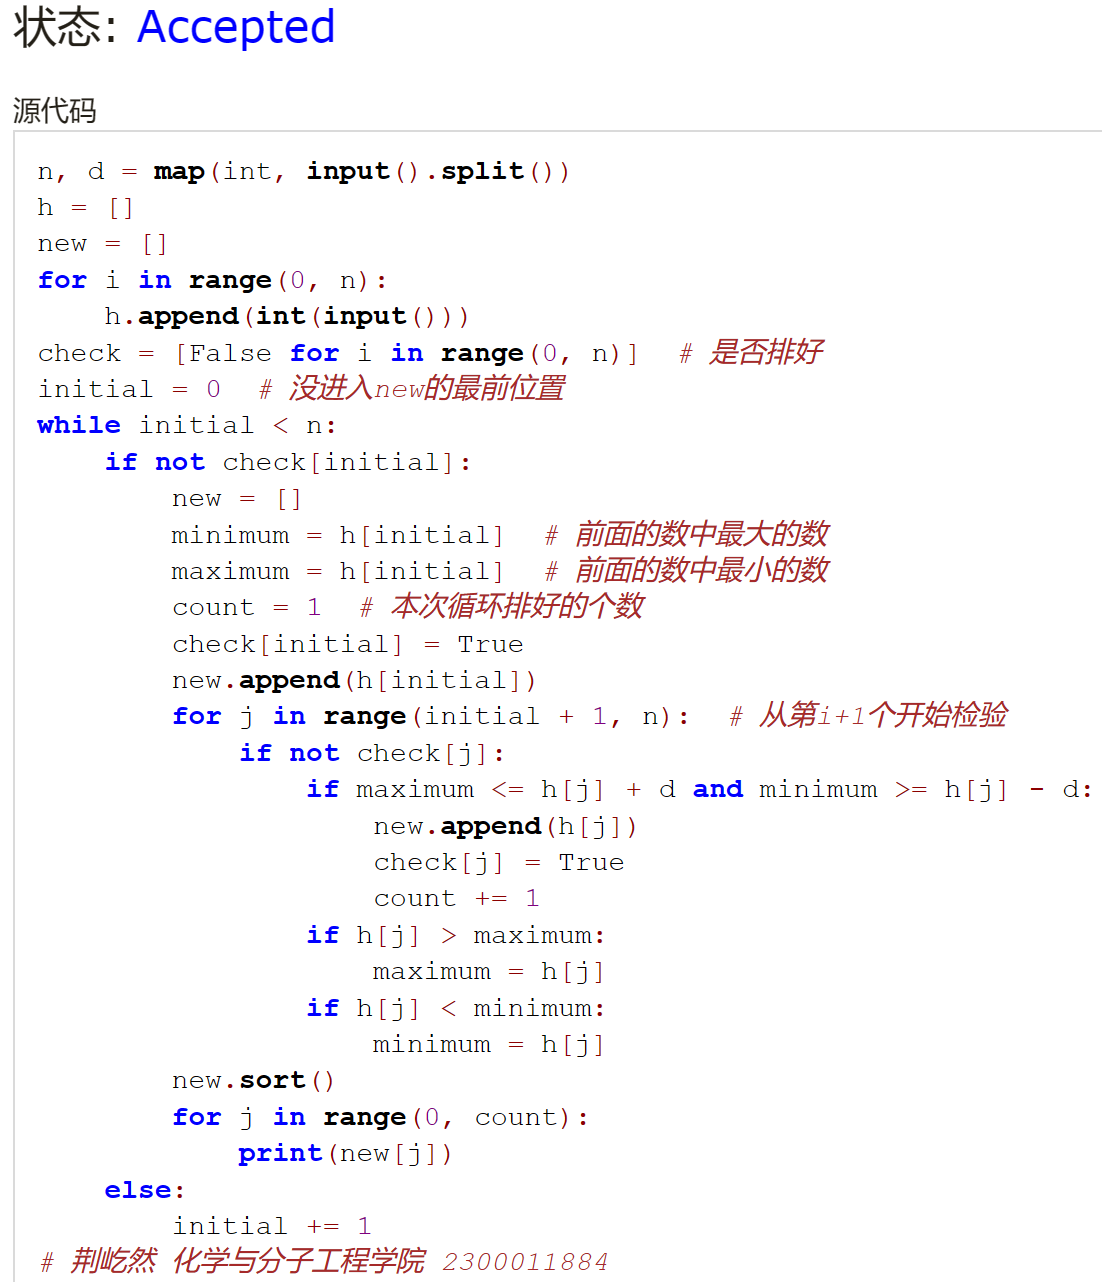 状态: Accepted
源代码
n, d = map(int, input().split())
h = []
new = []
for i in range(0, n):
    h.append(int(input()))
check = [False for i in range(0, n)]  # 是否排好
initial = 0  # 没进入new的最前位置
while initial < n:
    if not check[initial]:
        new = []
        minimum = h[initial]  # 前面的数中最大的数
        maximum = h[initial]  # 前面的数中最小的数
        count = 1  # 本次循环排好的个数
        check[initial] = True
        new.append(h[initial])
        for j in range(initial + 1, n):  # 从第i+1个开始检验
            if not check[j]:
                if maximum <= h[j] + d and minimum >= h[j] - d:
                    new.append(h[j])
                    check[j] = True
                    count += 1
                if h[j] > maximum:
                    maximum = h[j]
                if h[j] < minimum:
                    minimum = h[j]
        new.sort()
        for j in range(0, count):
            print(new[j])
    else:
        initial += 1
# 荆屹然 化学与分子工程学院 2300011884